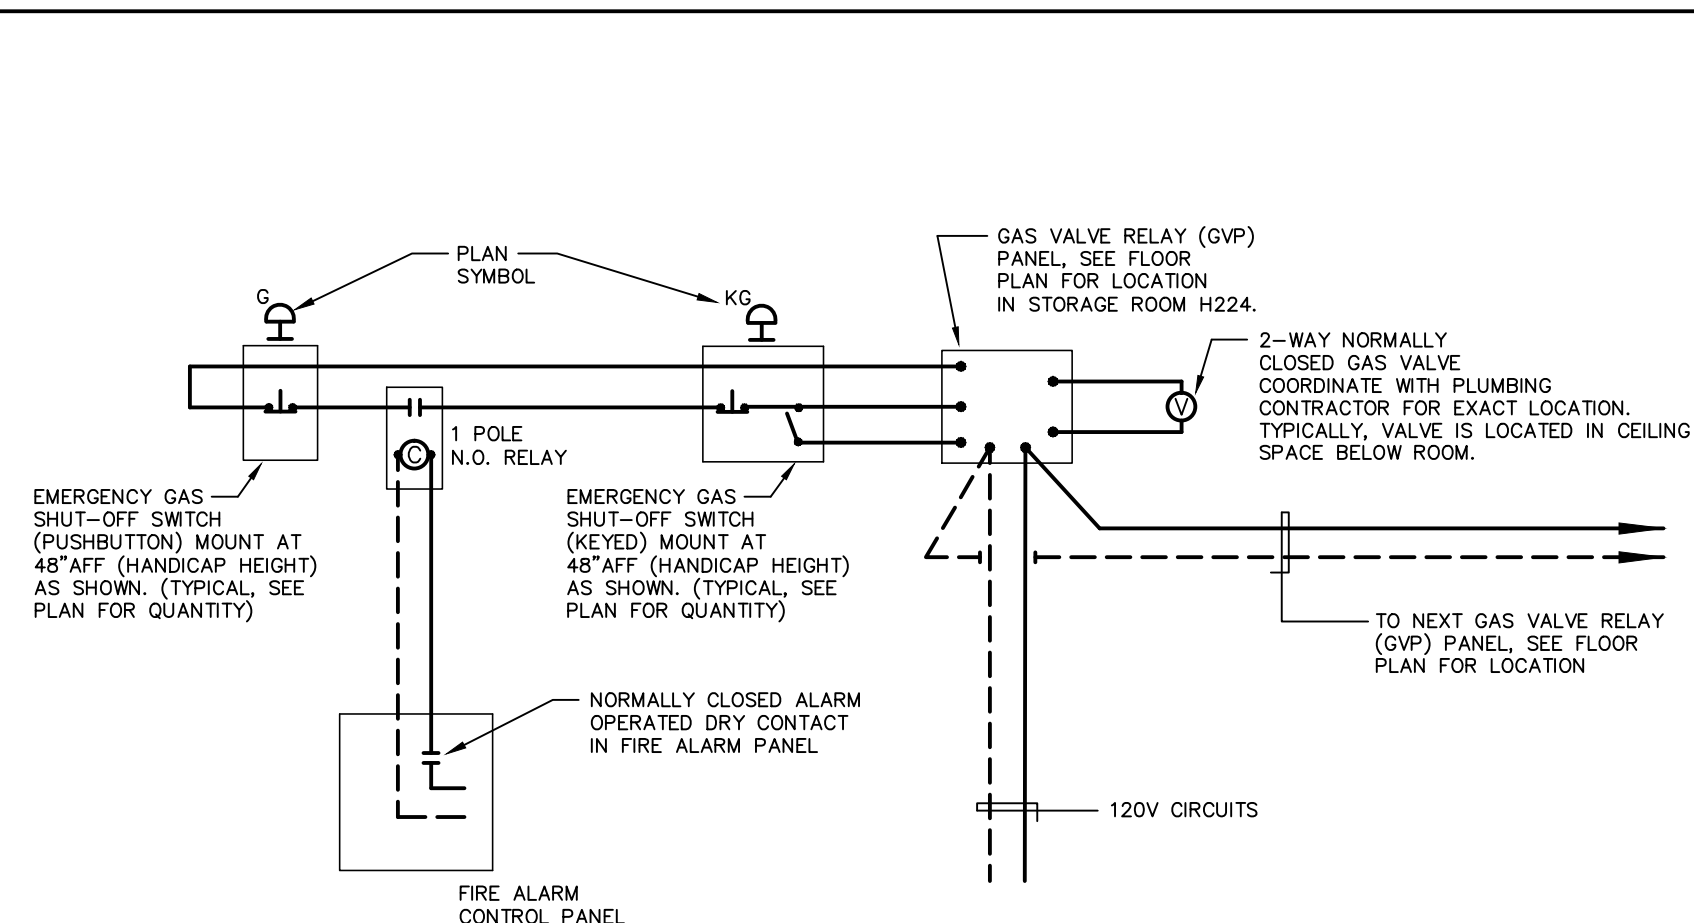 PLAN
SYMBOL
G
KG
GAS VALVE RELAY (GVP)
PANEL, SEE FLOOR
PLAN FOR LOCATION
IN STORAGE ROOM H224.
2-WAY NORMALLY
CLOSED GAS VALVE
COORDINATE WITH PLUMBING
CONTRACTOR FOR EXACT LOCATION.
TYPICALLY, VALVE IS LOCATED IN CEILING
SPACE BELOW ROOM.
V
1 POLE
N.O. RELAY
C
EMERGENCY GAS
SHUT-OFF SWITCH
(PUSHBUTTON) MOUNT AT
48"AFF (HANDICAP HEIGHT)
AS SHOWN. (TYPICAL, SEE
PLAN FOR QUANTITY)
EMERGENCY GAS
SHUT-OFF SWITCH
(KEYED) MOUNT AT
48"AFF (HANDICAP HEIGHT)
AS SHOWN. (TYPICAL, SEE
PLAN FOR QUANTITY)
TO NEXT GAS VALVE RELAY
(GVP) PANEL, SEE FLOOR
PLAN FOR LOCATION
NORMALLY CLOSED ALARM
OPERATED DRY CONTACT
IN FIRE ALARM PANEL
120V CIRCUITS
FIRE ALARM
CONTROL PANEL